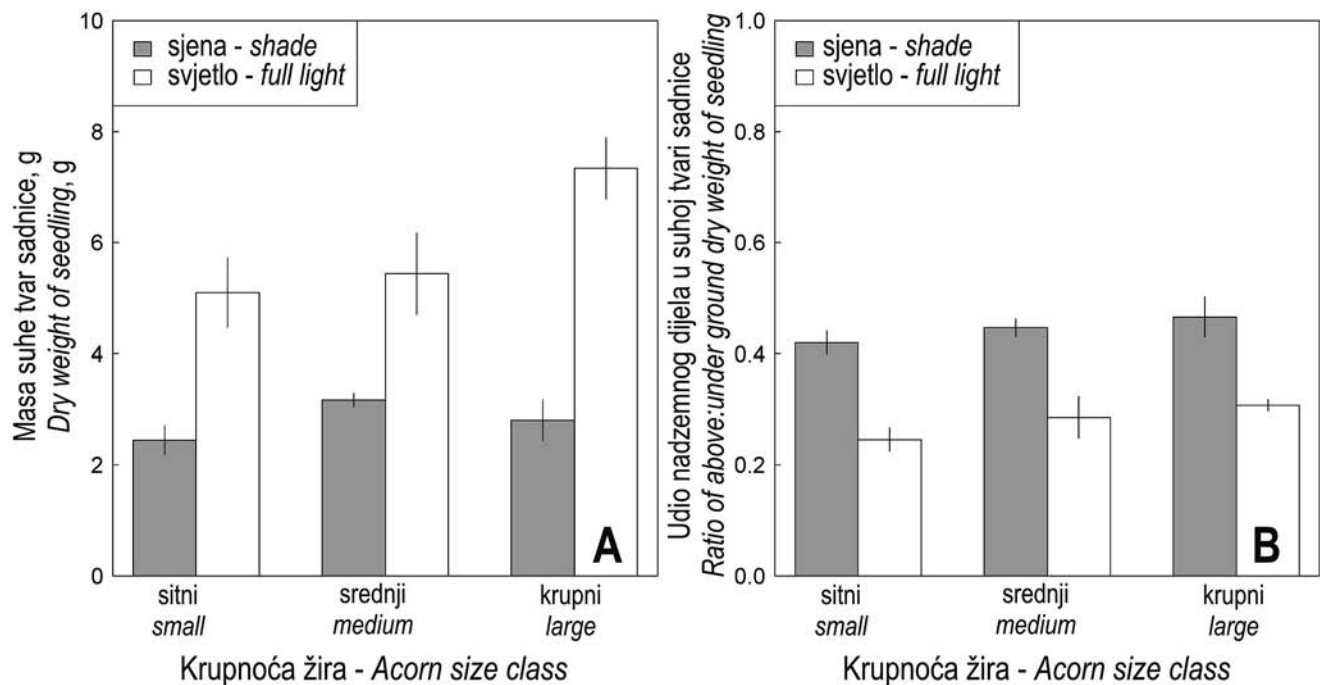 Masa suhe tvar sadnice, g
Dry weight of seedling, g
10
8
6
4
2
0
sjena - shade
svjetlo - full light
A
sitni
small
srednji
medium
krupni
large
Krupnoća žira - Acorn size class
Udio nadzemnog dijela u suhoj tvari sadnice
Ratio of above:under ground dry weight of seedling
1.0
0.8
0.6
0.4
0.2
0.0
sjena - shade
svjetlo - full light
B
sitni
small
srednji
medium
krupni
large
Krupnoća žira - Acorn size class